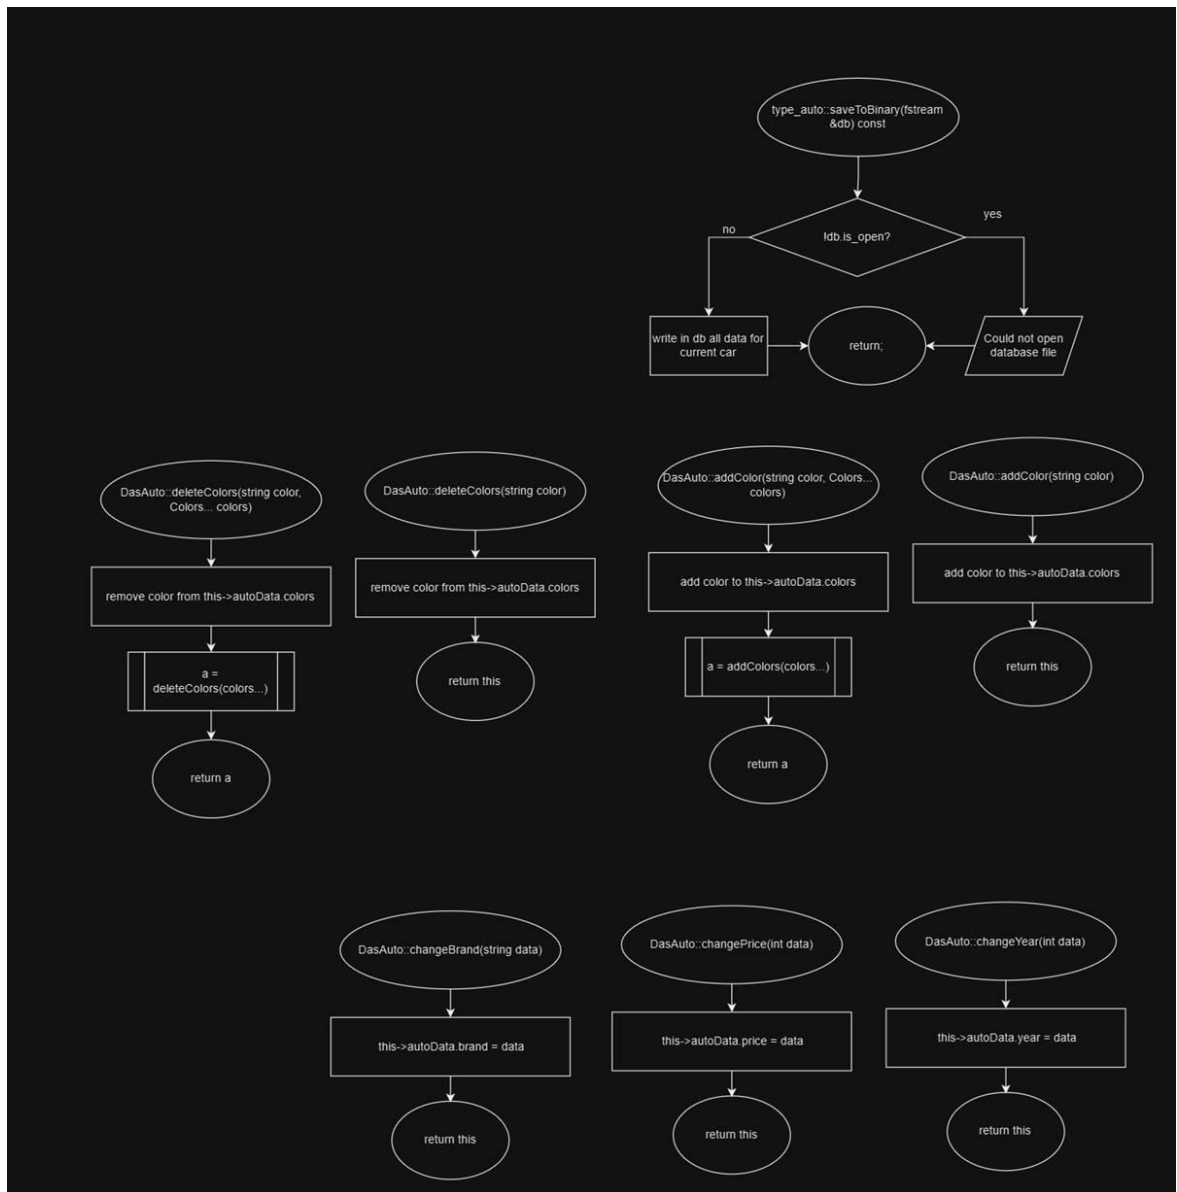 type_auto::saveToBinary(fstream
&db) const
!db.is_open?
no
yes
write in db all data for
current car
return;
Could not open
database file
DasAuto::deleteColors(string color,
Colors... colors)
remove color from this->autoData.colors
a =
deleteColors(colors...)
return a
DasAuto::deleteColors(string color)
remove color from this->autoData.colors
return this
DasAuto::addColor(string color, Colors...
colors)
add color to this->autoData.colors
a = addColors(colors...)
return a
DasAuto::addColor(string color)
add color to this->autoData.colors
return this
DasAuto::changeBrand(string data)
this->autoData.brand = data
return this
DasAuto::changePrice(int data)
this->autoData.price = data
return this
DasAuto::changeYear(int data)
this->autoData.year = data
return this